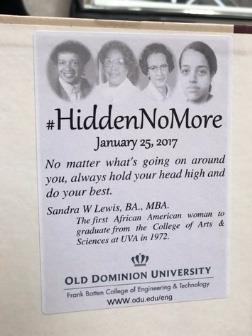 #HiddenNoMore
January 25, 2017
No matter what's going on around
you, always hold your head high and
do your best.
Sandra W Lewis, BA., MBA.
The first African American woman to
graduate from the College of Arts &
Sciences at UVA in 1972.
OLD DOMINION UNIVERSITY
Frank Batten College of Engineering & Technology
www.odu.edu/eng